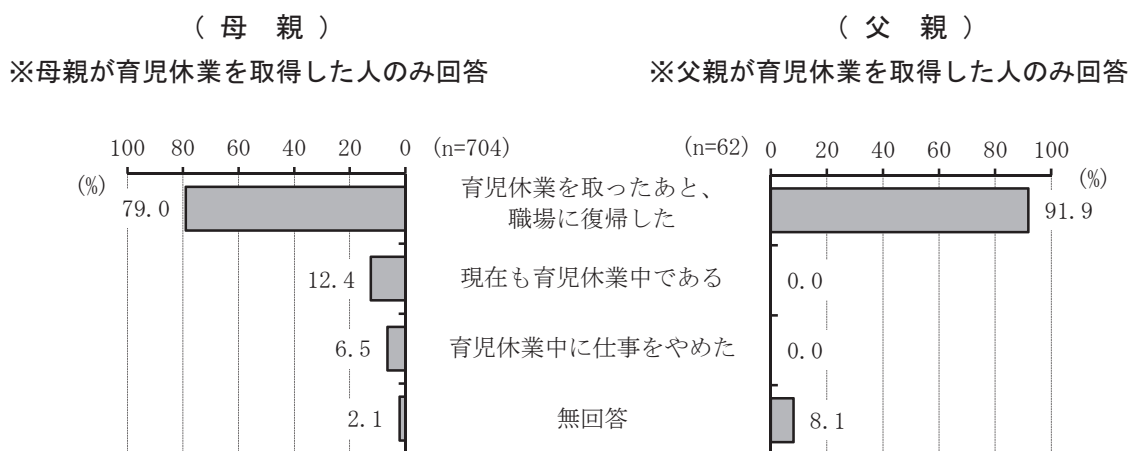 （ 母　親 ）
※母親が育児休業を取得した人のみ回答
（ 父　親 ）
※父親が育児休業を取得した人のみ回答
100 80 60 40 20 0 (n=704)
(n=62) 0 20 40 60 80 100
(%)
(%)
79.0 育児休業を取ったあと、
職場に復帰した 91.9
12.4 現在も育児休業中である 0.0
6.5 育児休業中に仕事をやめた 0.0
2.1 無回答 8.1